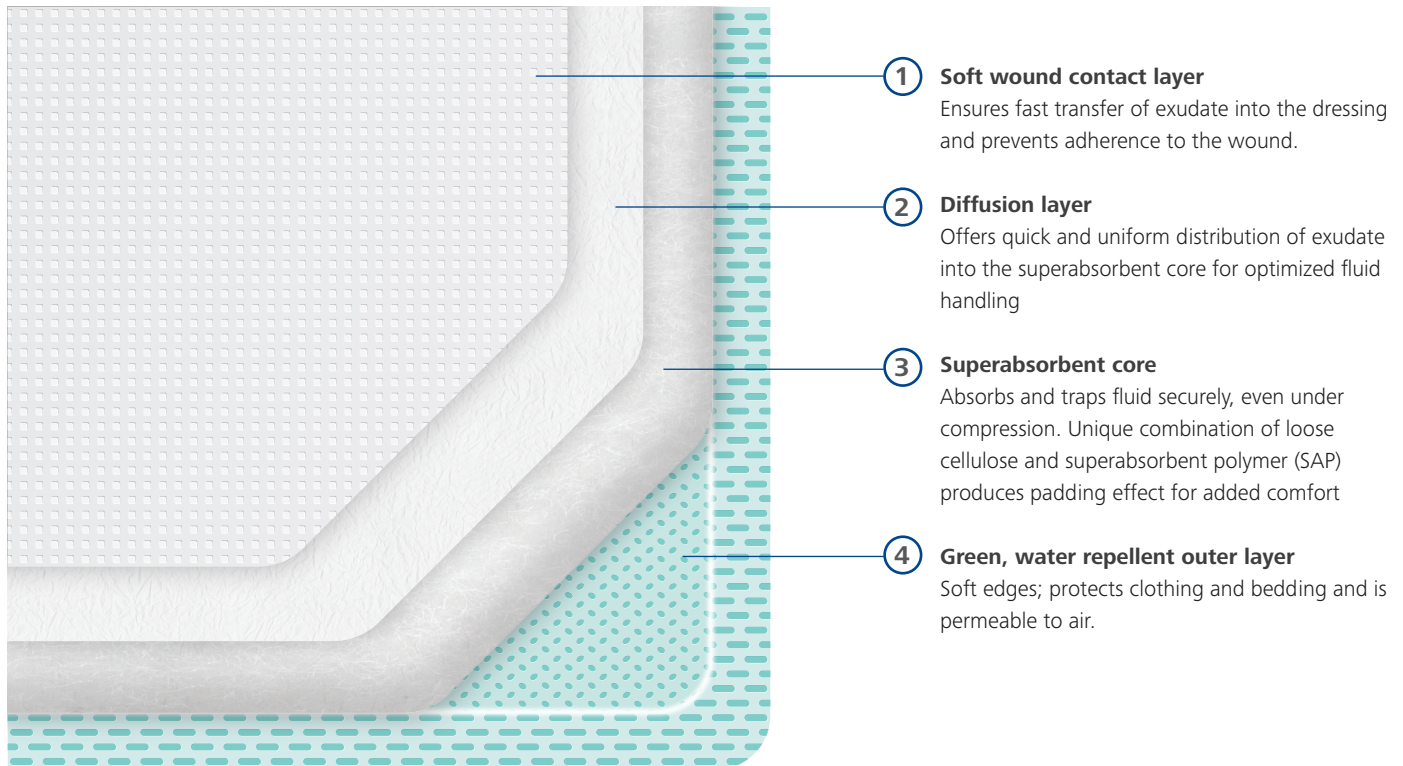 1 Soft wound contact layer
Ensures fast transfer of exudate into the dressing
and prevents adherence to the wound.
2 Diffusion layer
Offers quick and uniform distribution of exudate
into the superabsorbent core for optimized fluid
handling
3 Superabsorbent core
Absorbs and traps fluid securely, even under
compression. Unique combination of loose
cellulose and superabsorbent polymer (SAP)
produces padding effect for added comfort
4 Green, water repellent outer layer
Soft edges; protects clothing and bedding and is
permeable to air.